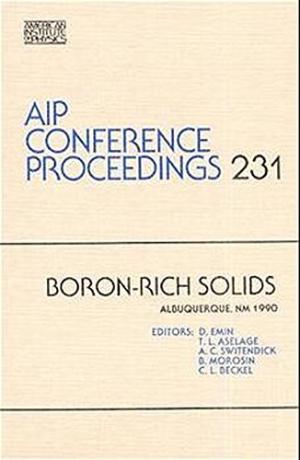 AMERICAN
INSTITUTE
OF PHYSICS
AIP
CONFERENCE
PROCEEDINGS 231
BORON-RICH SOLIDS
ALBUQUERQUE, NM 1990
EDITORS: D. EMIN
T. L. ASELAGE
A. C. SWITENDICK
B. MOROSIN
C. L. BECKEL